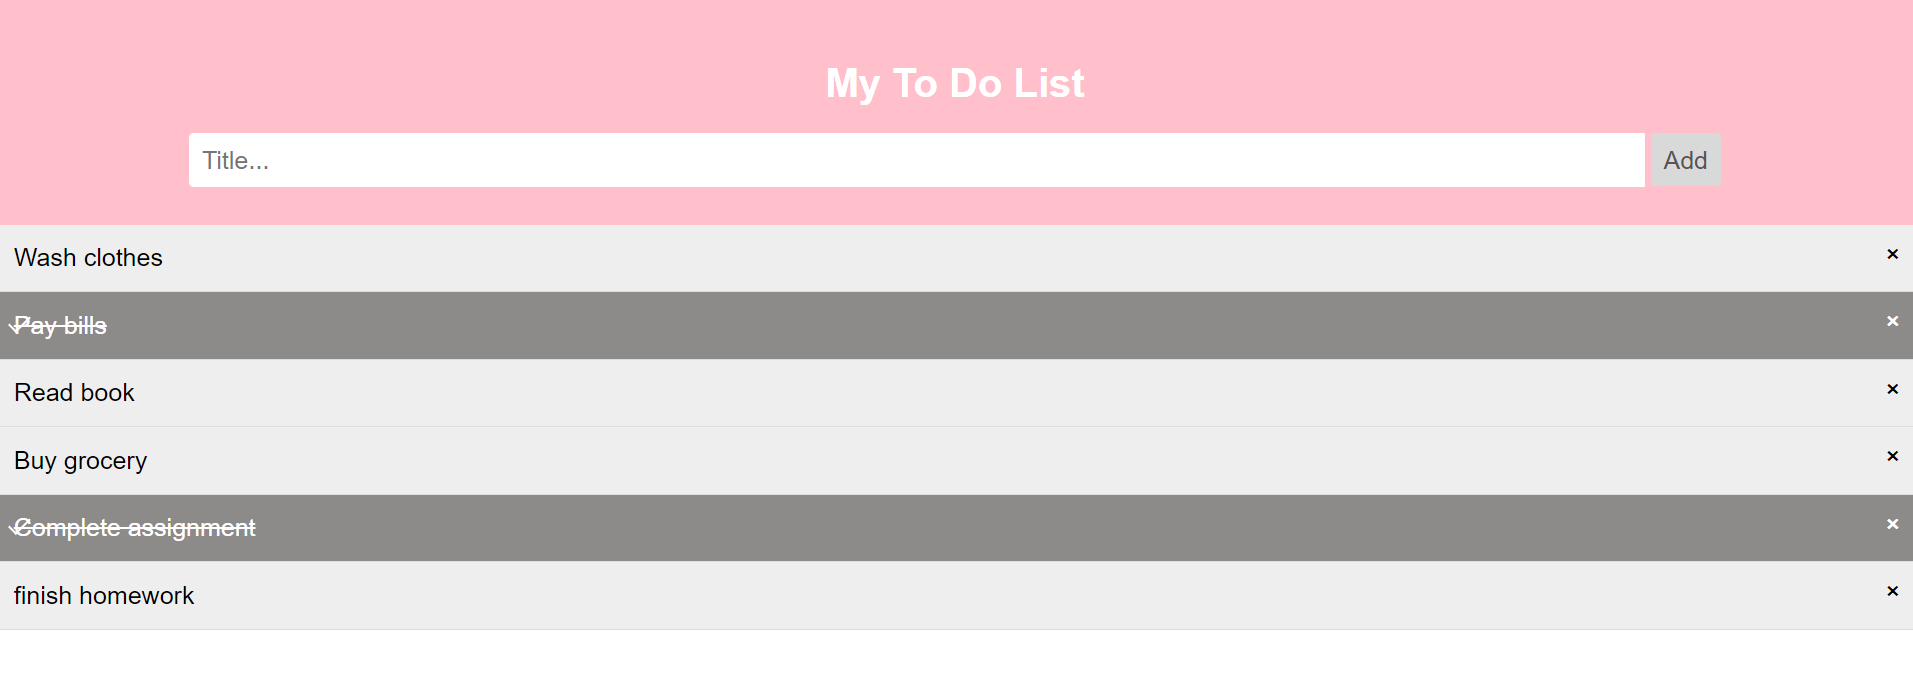 My To Do List
Title...
Add
Wash clothes
×
Pay bills
×
Read book
×
Buy grocery
×
Complete assignment
×
finish homework
×